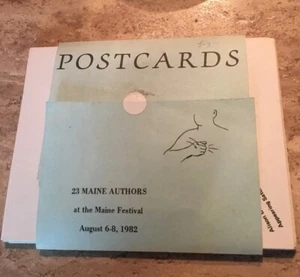 POSTCARDS
23 MAINE AUTHORS
at the Maine Festival
August 6-8, 1982